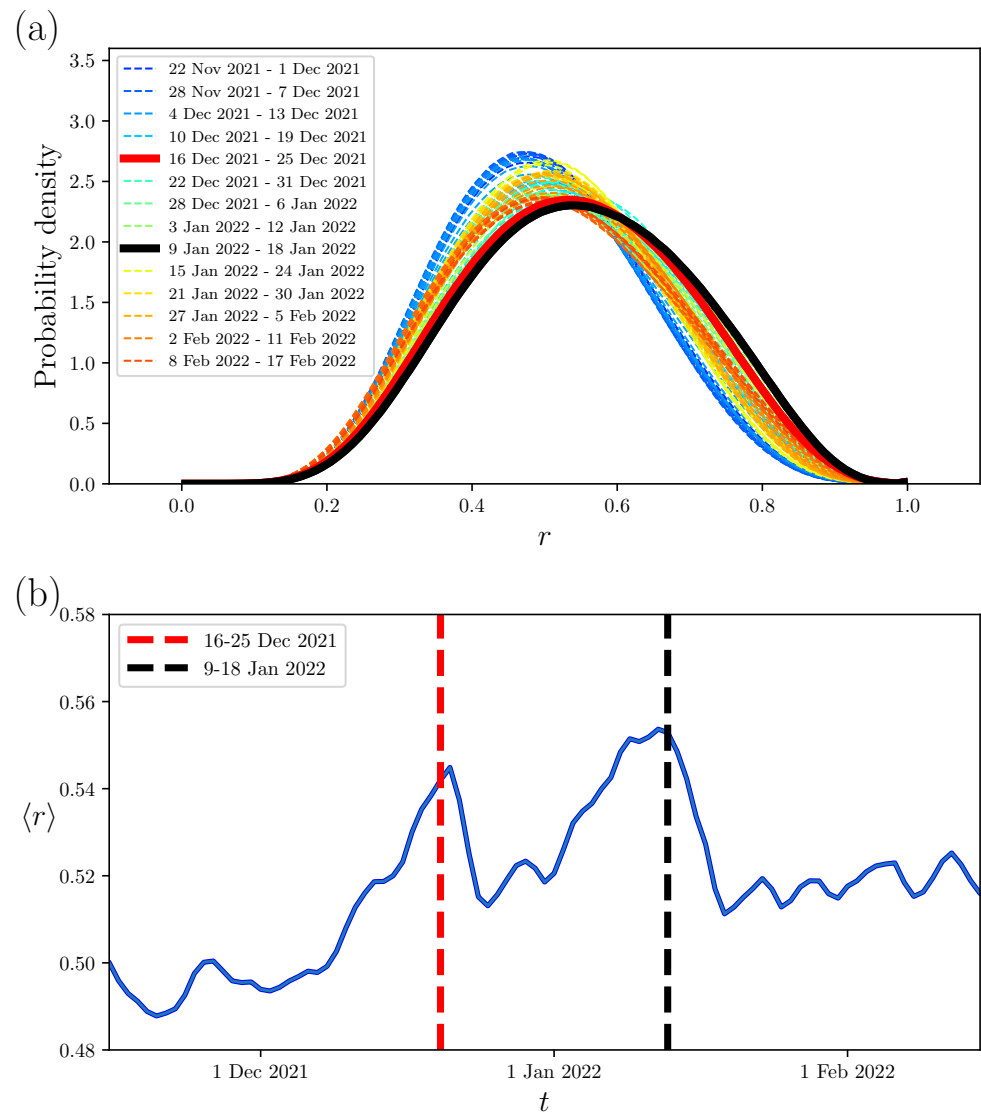 (a)
3.5
3.0
2.5
2.0
1.5
1.0
0.5
0.0
Probability density
22 Nov 2021 - 1 Dec 2021
28 Nov 2021 - 7 Dec 2021
4 Dec 2021 - 13 Dec 2021
10 Dec 2021 - 19 Dec 2021
16 Dec 2021 - 25 Dec 2021
22 Dec 2021 - 31 Dec 2021
28 Dec 2021 - 6 Jan 2022
3 Jan 2022 - 12 Jan 2022
9 Jan 2022 - 18 Jan 2022
15 Jan 2022 - 24 Jan 2022
21 Jan 2022 - 30 Jan 2022
27 Jan 2022 - 5 Feb 2022
2 Feb 2022 - 11 Feb 2022
8 Feb 2022 - 17 Feb 2022
0.0 0.2 0.4 0.6 0.8 1.0
r
(b)
0.58
0.56
0.54
0.52
0.50
0.48
⟨r⟩
16-25 Dec 2021
9-18 Jan 2022
1 Dec 2021 1 Jan 2022 1 Feb 2022
t